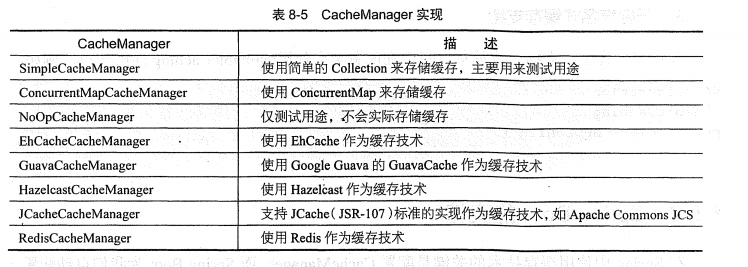 表 8-5 CacheManager 实现
CacheManager 描 述
SimpleCacheManager 使用简单的 Collection 来存储缓存，主要用来测试用途
ConcurrentMapCacheManager 使用 ConcurrentMap 来存储缓存
NoOpCacheManager 仅测试用途，不会实际存储缓存
EhCacheCacheManager 使用 EhCache 作为缓存技术
GuavaCacheManager 使用 Google Guava 的 GuavaCache 作为缓存技术
HazelcastCacheManager 使用 Hazelcast 作为缓存技术
JCacheCacheManager 支持 JCache（JSR-107）标准的实现作为缓存技术，如 Apache Commons JCS
RedisCacheManager 使用 Redis 作为缓存技术